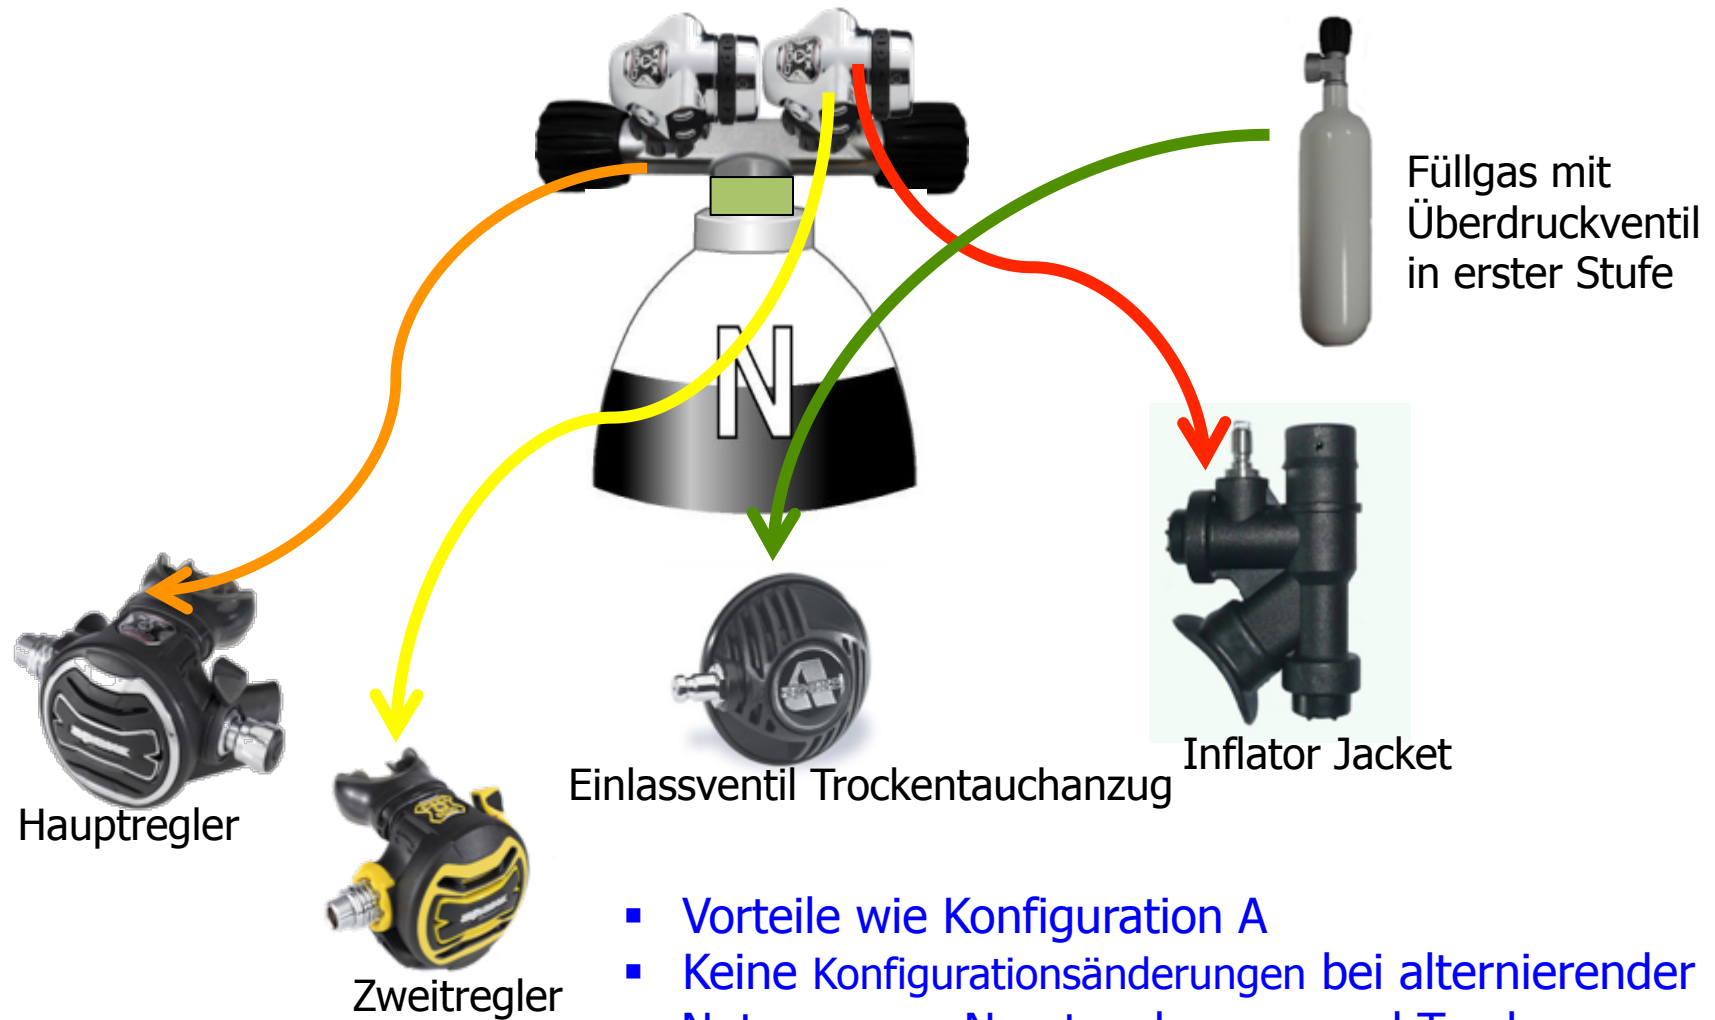 Füllgas mit
Überdruckventil
in erster Stufe
N
Inflator Jacket
Einlassventil Trockentauchanzug
Hauptregler
Zweitregler
▪ Vorteile wie Konfiguration A
▪ Keine Konfigurationsänderungen bei alternierender